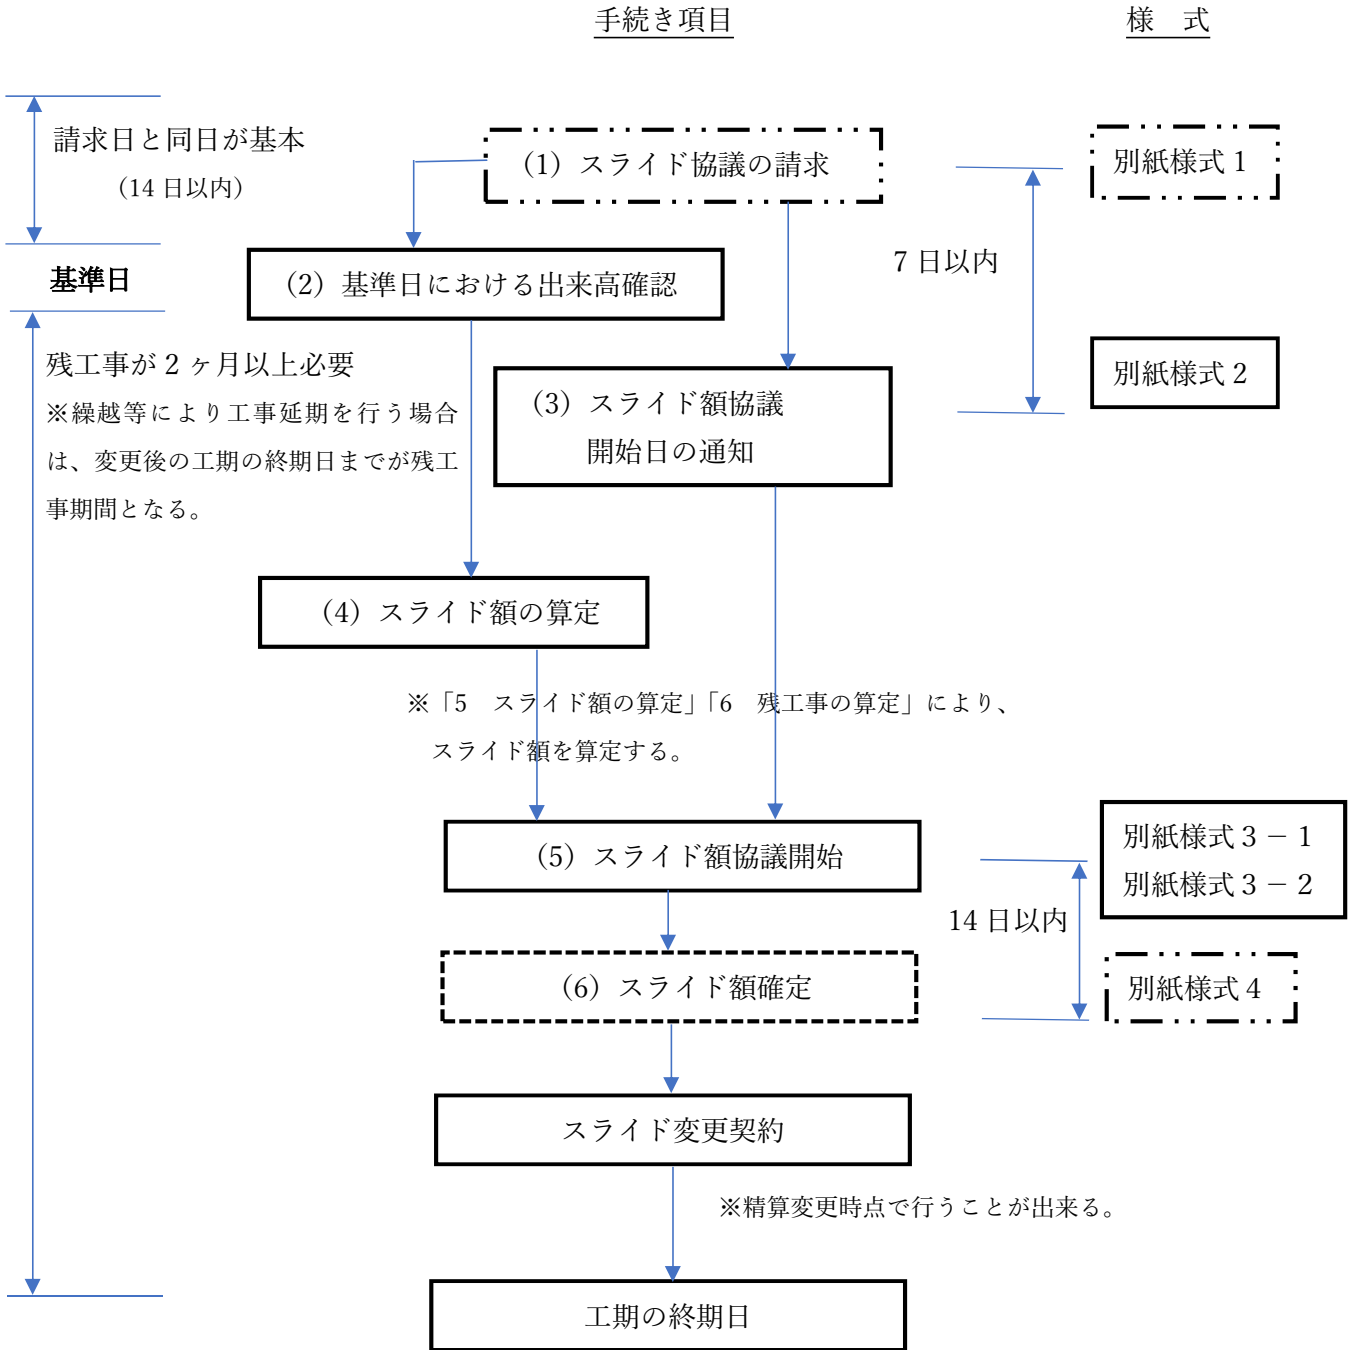 手続き項目
様　式
請求日と同日が基本
（14 日以内）
（1）スライド協議の請求
別紙様式１
7 日以内
基準日
（2）基準日における出来高確認
残工事が 2 ヶ月以上必要
※繰越等により工事延期を行う場合
は、変更後の工期の終期日までが残工
事期間となる。
別紙様式２
（3）スライド額協議
開始日の通知
（4）スライド額の算定
※「5　スライド額の算定」「6　残工事の算定」により、
スライド額を算定する。
（5）スライド額協議開始
別紙様式３－１
別紙様式３－２
14 日以内
（6）スライド額確定
別紙様式４
スライド変更契約
※精算変更時点で行うことが出来る。
工期の終期日